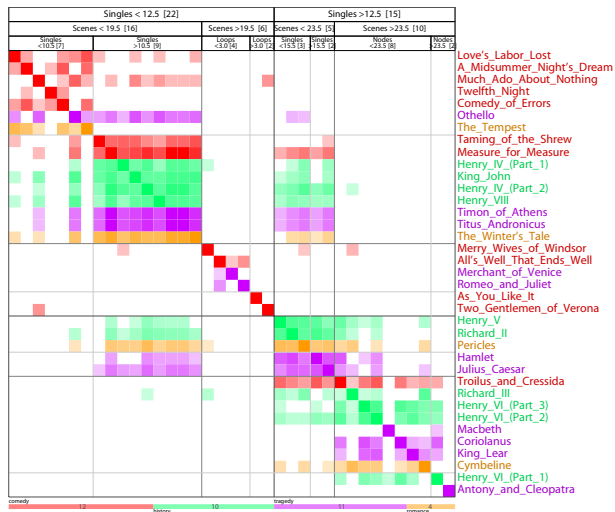 Singles < 12.5 [22] Singles >12.5 [15]
Scenes < 19.5 [16] Scenes >19.5 [6] Scenes < 23.5 [5] Scenes >23.5 [10]
Singles Singles Loves Loves Singles Singles Nodes Nodes
<10.5 [7] >10.5 [9] <3.0 [4] >3.0 [2] <15.5 [3] >15.5 [2] <23.5 [8] >23.5 [2]
Love's_Labor_Lost
A_Midsummer_Night's_Dream
Much_Ado_About_Nothing
Twelfth_Night
Comedy_of_Errors
Othello
The_Tempest
Taming_of_the_Shrew
Measure_for_Measure
Henry_IV_(Part_1)
King_John
Henry_IV_(Part_2)
Henry_VIII
Timon_of_Athens
Titus_Andronicus
The_Winter's_Tale
Merry_Wives_of_Windsor
All's_Well_That_Ends_Well
Merchant_of_Venice
Romeo_and_Juliet
As_You_Like_It
Two_Gentlemen_of_Verona
Henry_V
Richard_II
Pericles
Hamlet
Julius_Caesar
Troilus_and_Cressida
Richard_III
Henry_VI_(Part_3)
Henry_VI_(Part_2)
Macbeth
Coriolanus
King_Lear
Cymbeline
Henry_VI_(Part_1)
Antony_and_Cleopatra
comedy tragedy
12 10 11 4
history romance